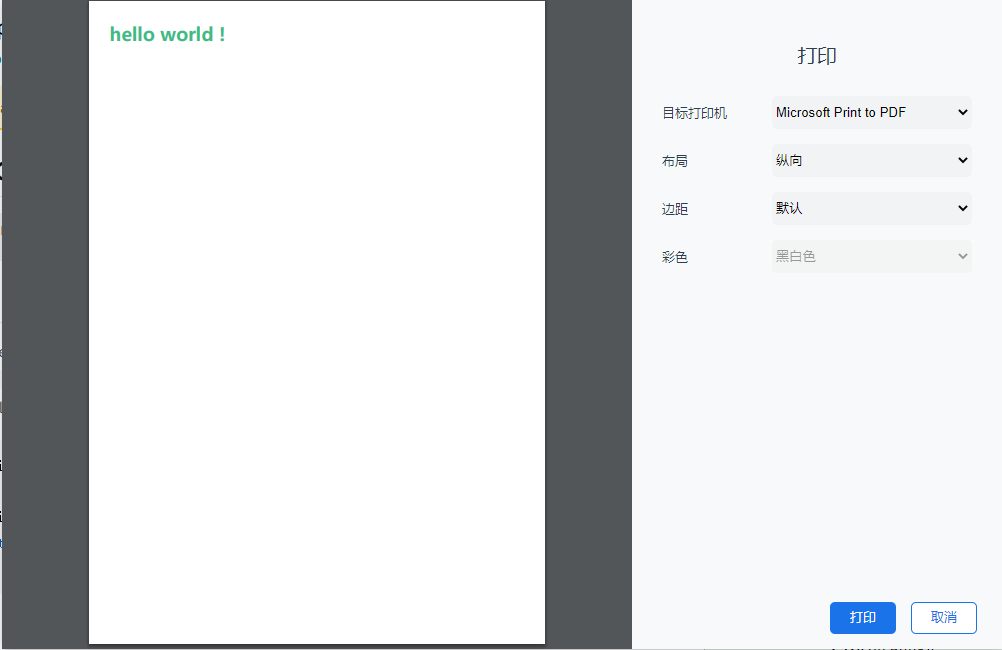 hello world !
打印
目标打印机 Microsoft Print to PDF
布局 纵向
边距 默认
彩色 黑白色
打印 取消